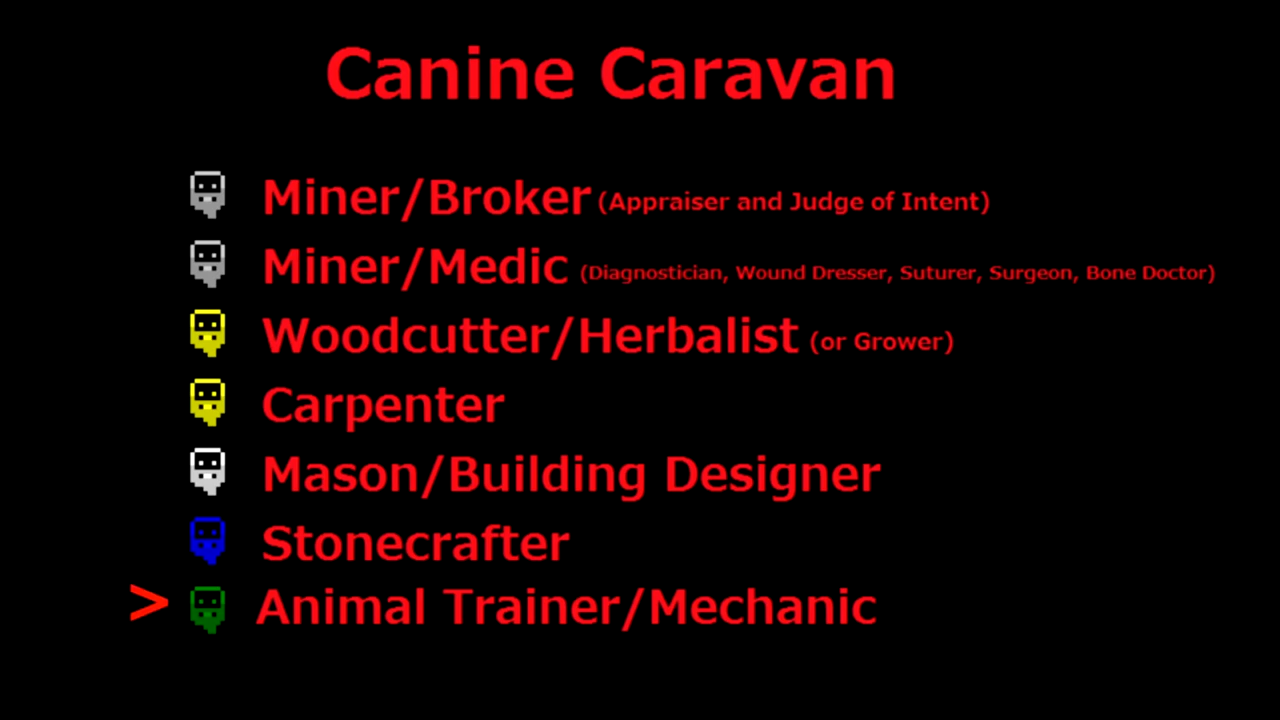 Canine Caravan
Miner/Broker (Appraiser and Judge of Intent)
Miner/Medic (Diagnostician, Wound Dresser, Suturer, Surgeon, Bone Doctor)
Woodcutter/Herbalist (or Grower)
Carpenter
Mason/Building Designer
Stonecrafter
> Animal Trainer/Mechanic